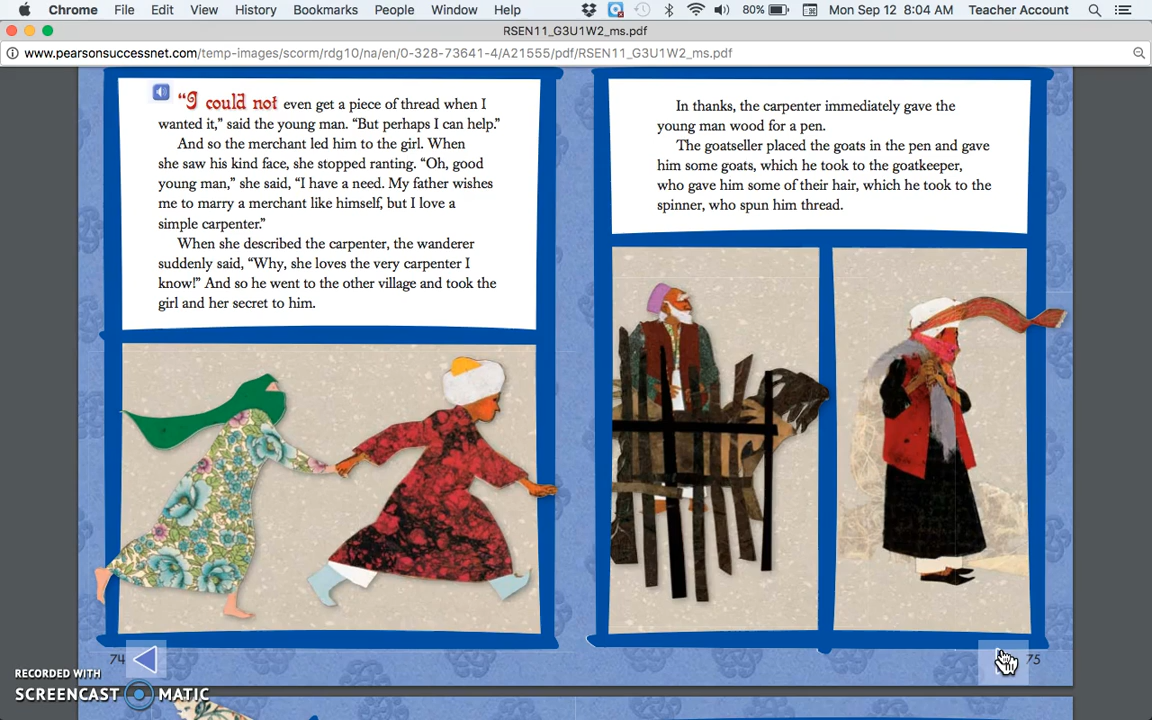 Chrome File Edit View History Bookmarks People Window Help 80% Mon Sep 12 8:04 AM Teacher Account
RSEN11_G3U1W2_ms.pdf
www.pearsonsuccessnet.com/temp-images/scorm/rdg10/na/en/0-328-73641-4/A21555/pdf/RSEN11_G3U1W2_ms.pdf
“I could not even get a piece of thread when I
wanted it,” said the young man. “But perhaps I can help.”
And so the merchant led him to the girl. When
she saw his kind face, she stopped ranting. “Oh, good
young man,” she said, “I have a need. My father wishes
me to marry a merchant like himself, but I love a
simple carpenter.”
When she described the carpenter, the wanderer
suddenly said, “Why, she loves the very carpenter I
know!” And so he went to the other village and took the
girl and her secret to him.
74
In thanks, the carpenter immediately gave the
young man wood for a pen.
The goatseller placed the goats in the pen and gave
him some goats, which he took to the goatkeeper,
who gave him some of their hair, which he took to the
spinner, who spun him thread.
75
RECORDED WITH
SCREENCAST MATIC